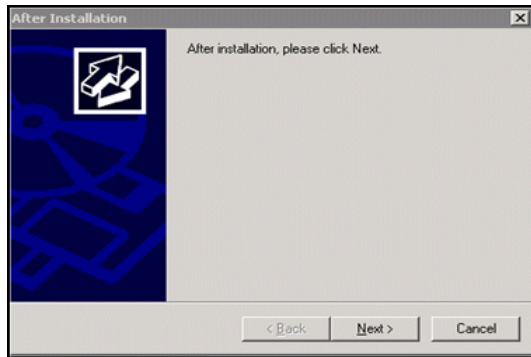 After Installation
After installation, please click Next.
< Back
Next >
Cancel